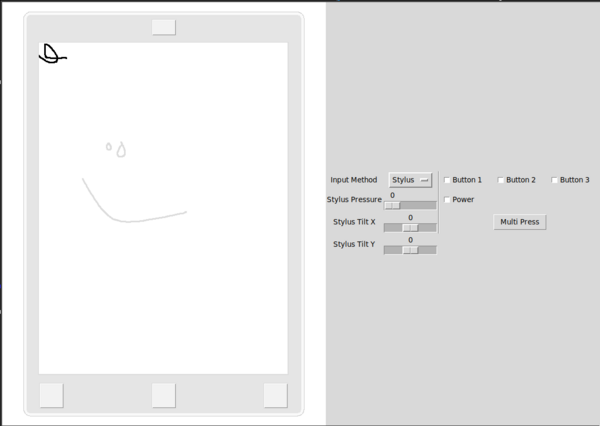 Input Method Stylus Button 1 Button 2 Button 3
0
Stylus Pressure Power
0
Stylus Tilt X Multi Press
0
Stylus Tilt Y